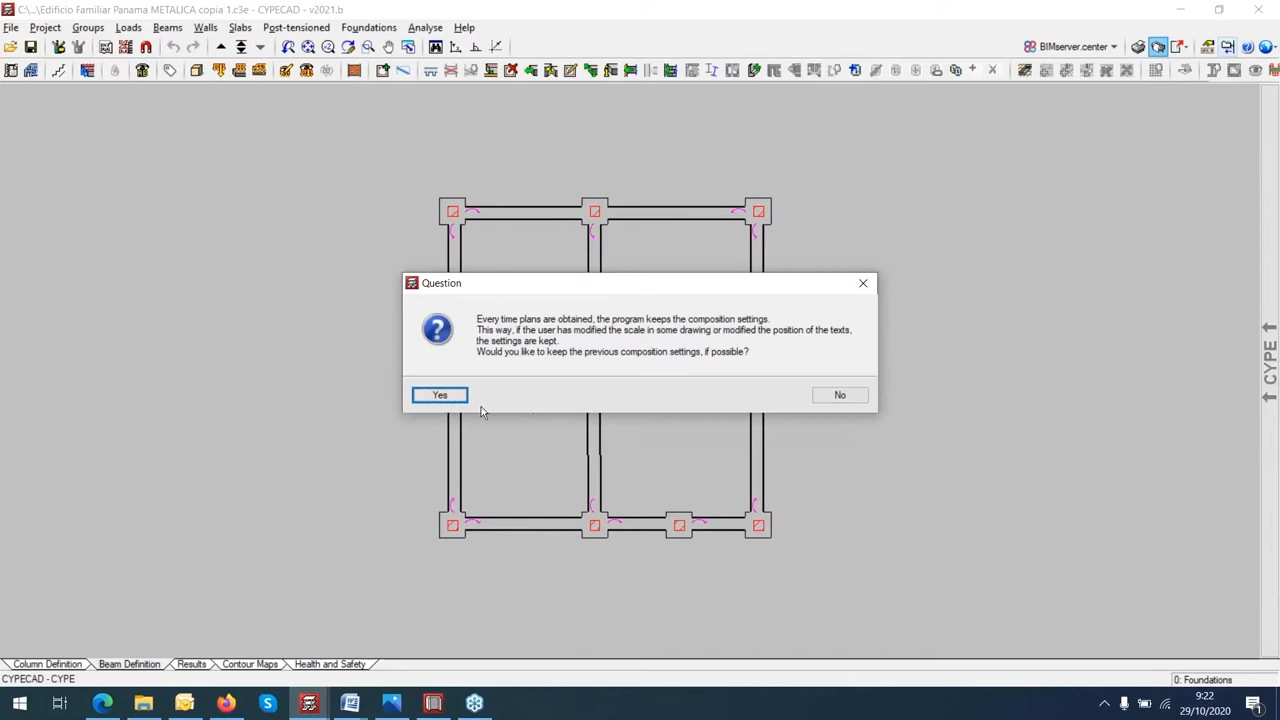 C:\...\Edificio Familiar Panama METALICA copia 1.c3e - CYPECAD - v2021.b
File Project Groups Loads Beams Walls Slabs Post-tensioned Foundations Analyse Help
BIMserver.center
Question
Every time plans are obtained, the program keeps the composition settings.
This way, if the user has modified the scale in some drawing or modified the position of the texts,
the settings are kept.
Would you like to keep the previous composition settings, if possible?
Yes No
CYPE
Column Definition Beam Definition Results Contour Maps Health and Safety
CYPECAD - CYPE
0: Foundations
9:22
29/10/2020
1